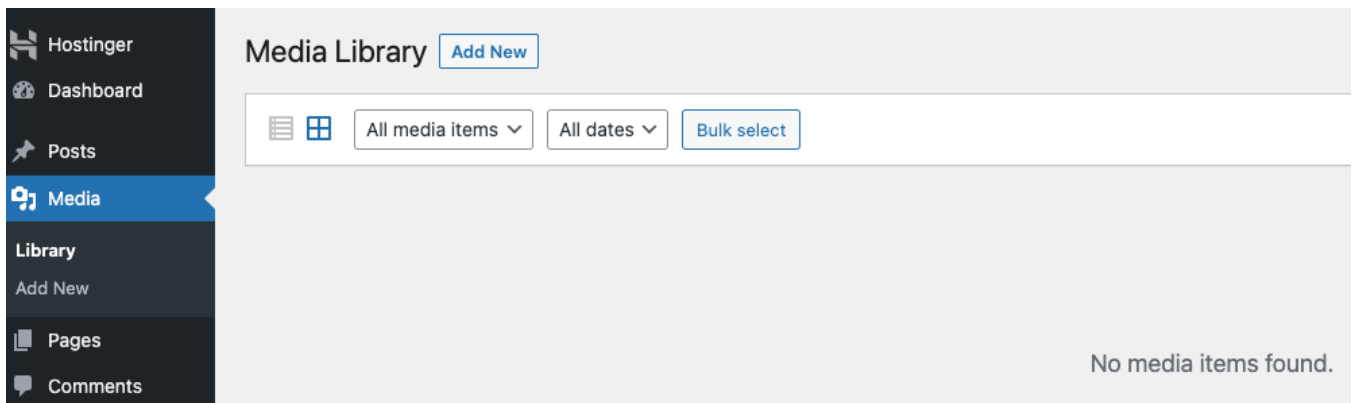 Hostinger
Dashboard
Posts
Media
Library
Add New
Pages
Comments
Media Library Add New
All media items All dates Bulk select
No media items found.